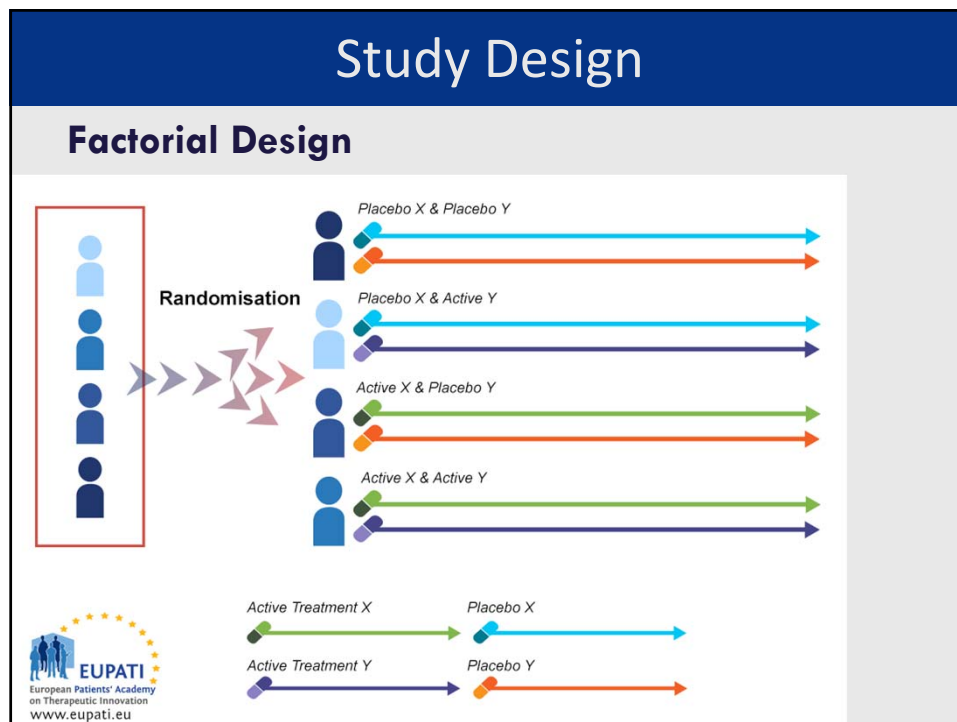 Study Design
Factorial Design
Randomisation
Placebo X & Placebo Y
Placebo X & Active Y
Active X & Placebo Y
Active X & Active Y
Active Treatment X
Placebo X
Active Treatment Y
Placebo Y
EUPATI
European Patients' Academy
on Therapeutic Innovation
www.eupati.eu